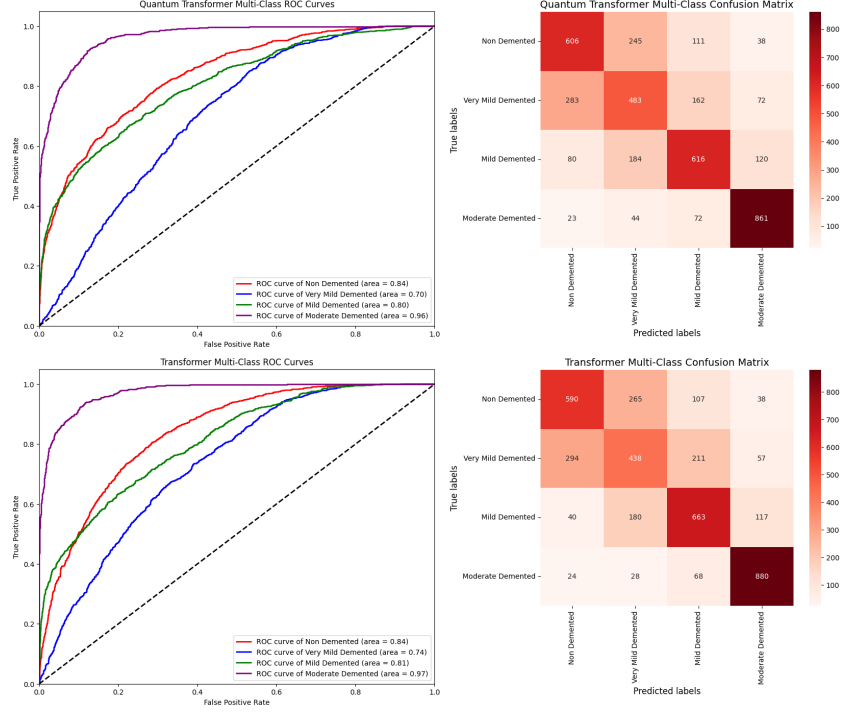 Quantum Transformer Multi-Class ROC Curves
1.0
0.8
0.6
0.4
0.2
0.0
True Positive Rate
0.0
0.2
0.4
0.6
0.8
1.0
False Positive Rate
ROC curve of Non Demented (area = 0.84)
ROC curve of Very Mild Demented (area = 0.70)
ROC curve of Mild Demented (area = 0.80)
ROC curve of Moderate Demented (area = 0.96)
Quantum Transformer Multi-Class Confusion Matrix
True labels
Non Demented 606 245 111 38
Very Mild Demented 283 483 162 72
Mild Demented 80 184 616 120
Moderate Demented 23 44 72 861
Non Demented
Very Mild Demented
Mild Demented
Moderate Demented
Predicted labels
800
700
600
500
400
300
200
100
Transformer Multi-Class ROC Curves
1.0
0.8
0.6
0.4
0.2
0.0
True Positive Rate
0.0
0.2
0.4
0.6
0.8
1.0
False Positive Rate
ROC curve of Non Demented (area = 0.84)
ROC curve of Very Mild Demented (area = 0.74)
ROC curve of Mild Demented (area = 0.81)
ROC curve of Moderate Demented (area = 0.97)
Transformer Multi-Class Confusion Matrix
True labels
Non Demented 590 265 107 38
Very Mild Demented 294 438 211 57
Mild Demented 40 180 663 117
Moderate Demented 24 28 68 880
Non Demented
Very Mild Demented
Mild Demented
Moderate Demented
Predicted labels
800
700
600
500
400
300
200
100